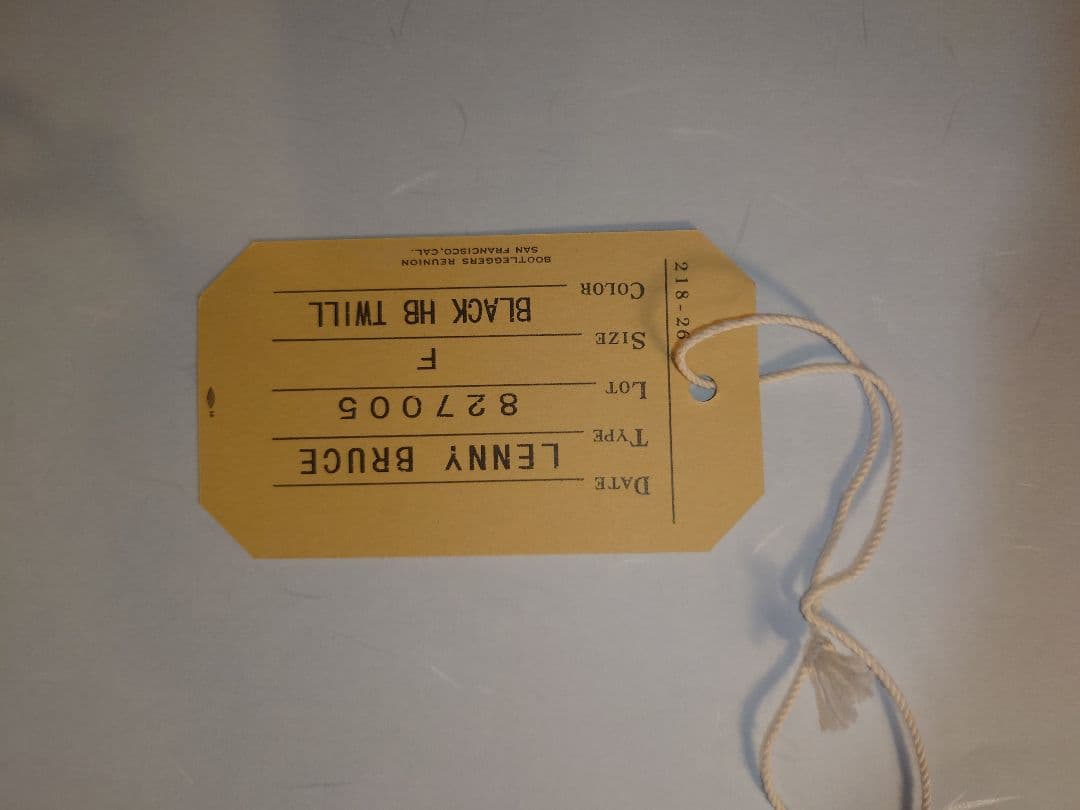 218-26
DATE
TYPE LENNY BRUCE
LOT 827005
SIZE F
COLOR BLACK HB TWILL
BOOTLEGGERS REUNION
SAN FRANCISCO, CAL.